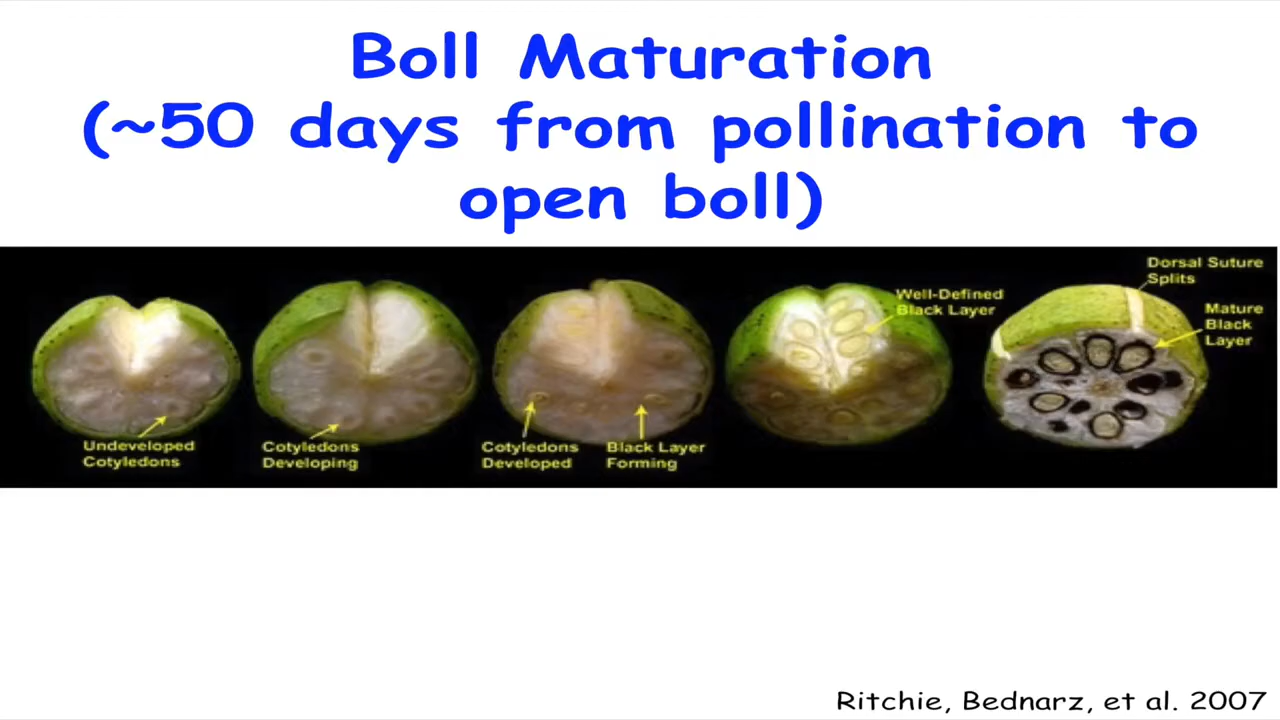 Boll Maturation
(~50 days from pollination to
open boll)
Dorsal Suture
Splits
Well-Defined
Black Layer
Mature
Black
Layer
Undeveloped
Cotyledons
Cotyledons
Developing
Cotyledons
Developed
Black Layer
Forming
Ritchie, Bednarz, et al. 2007